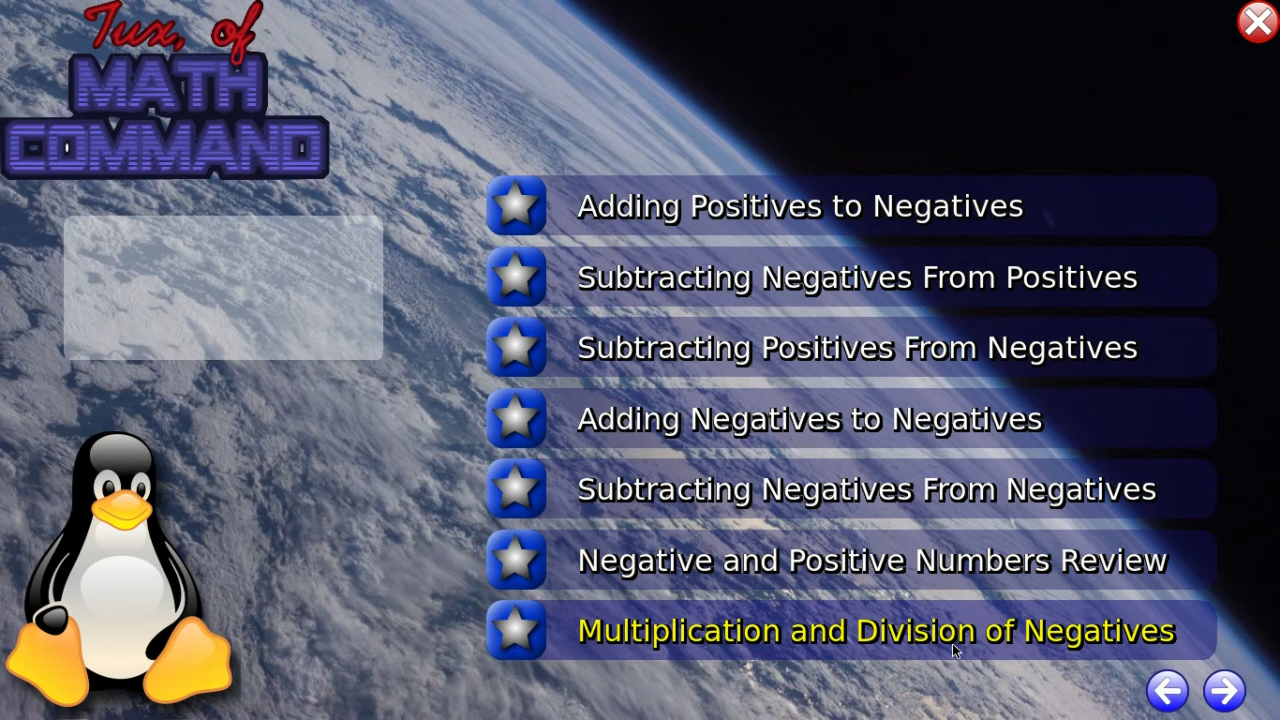 Tux, of
MATH
COMMAND
Adding Positives to Negatives
Subtracting Negatives From Positives
Subtracting Positives From Negatives
Adding Negatives to Negatives
Subtracting Negatives From Negatives
Negative and Positive Numbers Review
Multiplication and Division of Negatives